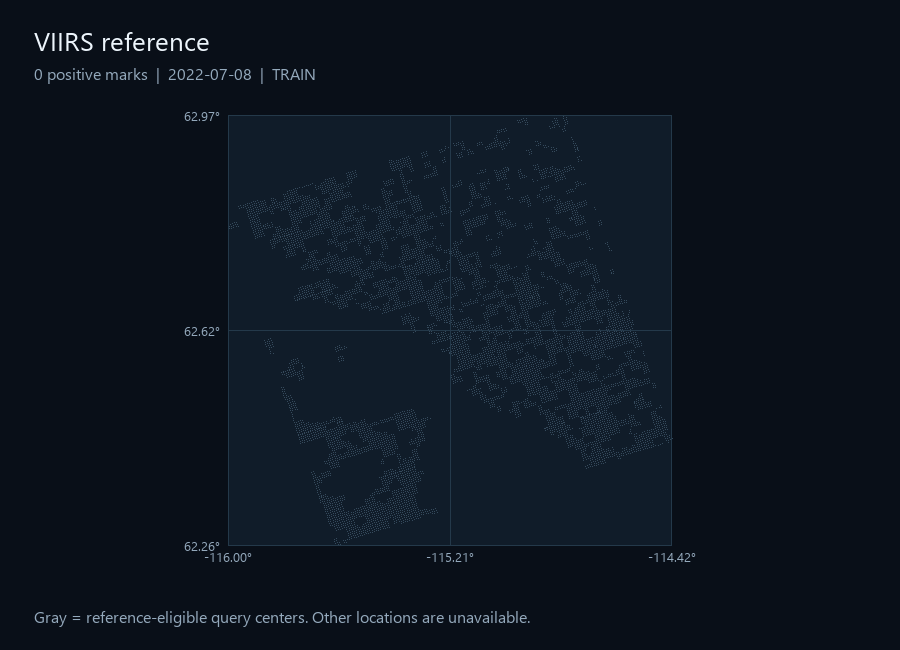 VIIRS reference
0 positive marks | 2022-07-08 | TRAIN
62.97°
62.62°
62.26°
-116.00°
-115.21°
-114.42°
Gray = reference-eligible query centers. Other locations are unavailable.